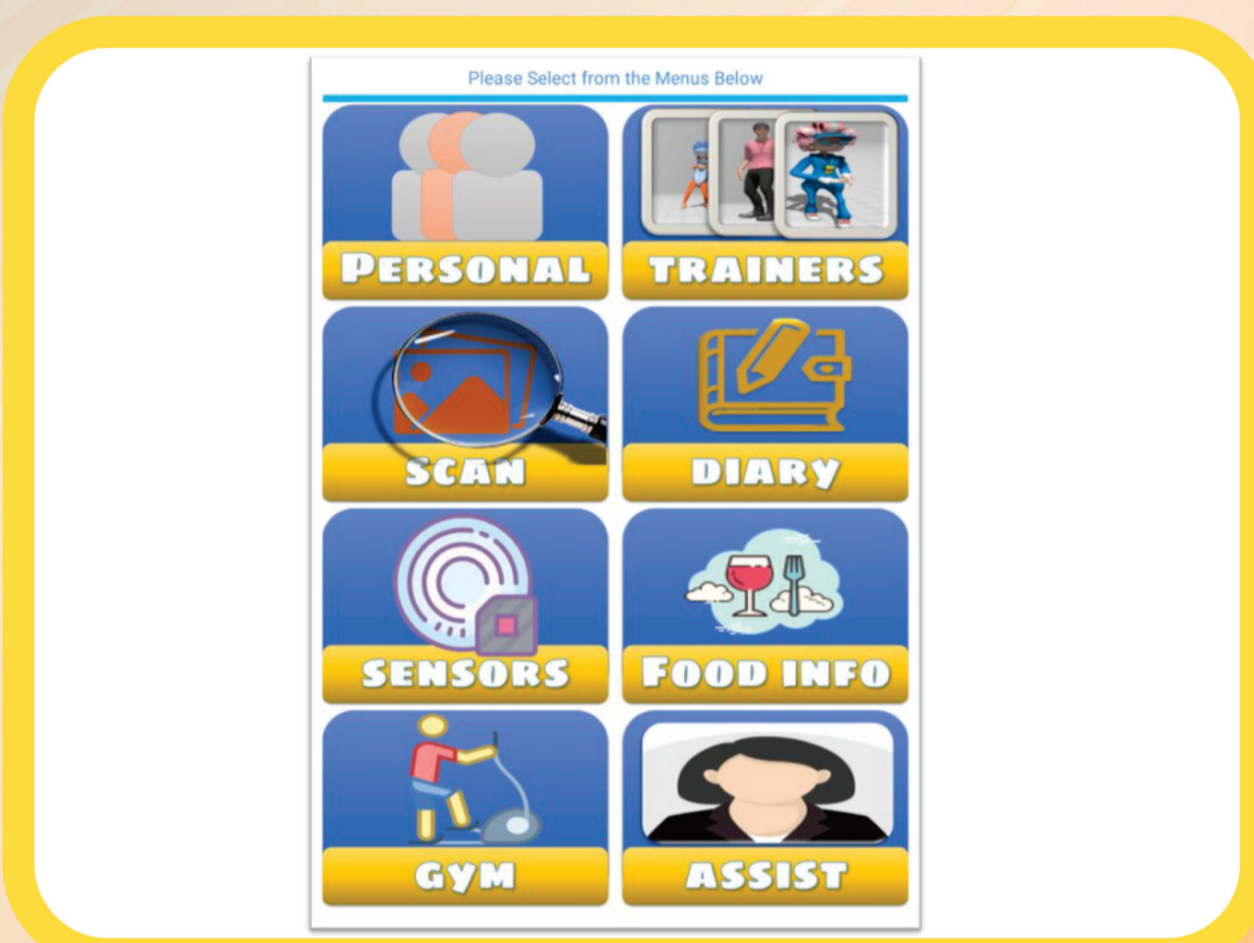 Please Select from the Menus Below
PERSONAL
TRAINERS
SCAN
DIARY
SENSORS
FOOD INFO
GYM
ASSIST